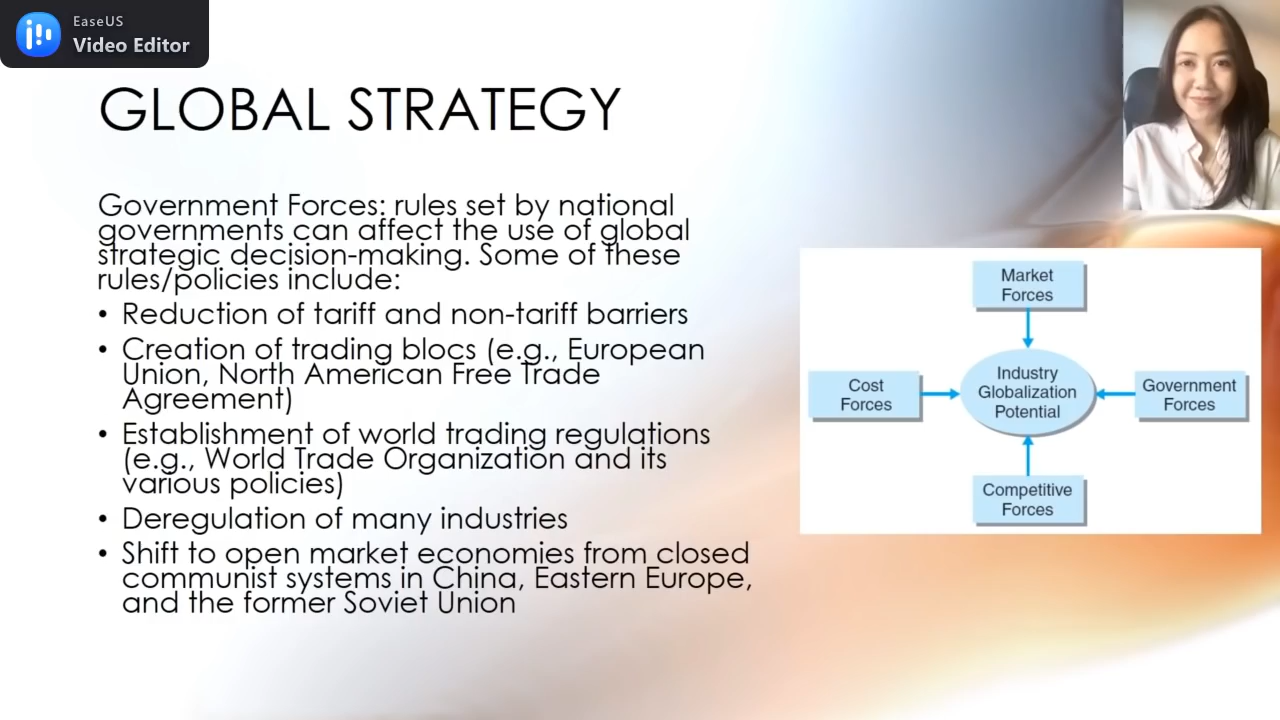 EaseUS
Video Editor
GLOBAL STRATEGY
Government Forces: rules set by national
governments can affect the use of global
strategic decision-making. Some of these
rules/policies include:
• Reduction of tariff and non-tariff barriers
• Creation of trading blocs (e.g., European
Union, North American Free Trade
Agreement)
• Establishment of world trading regulations
(e.g., World Trade Organization and its
various policies)
• Deregulation of many industries
• Shift to open market economies from closed
communist systems in China, Eastern Europe,
and the former Soviet Union
Market
Forces
Cost
Forces
Industry
Globalization
Potential
Government
Forces
Competitive
Forces